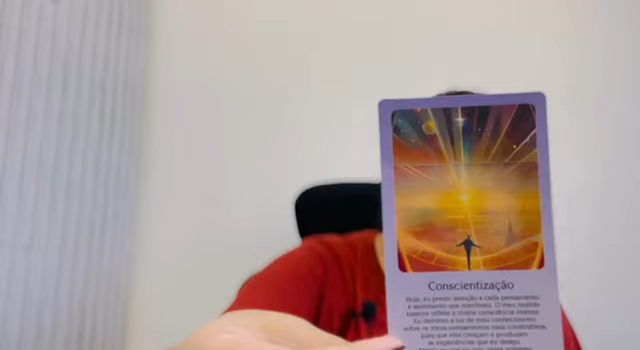 Conscientização
Hoje, eu presto atenção a cada pensamento
e sentimento que manifesto. O meu mundo
exterior reflete a minha consciência interior.
Eu derramo a luz do meu conhecimento
sobre os meus pensamentos mais construtivos,
para que eles cresçam e produzam
as experiências que eu desejo.